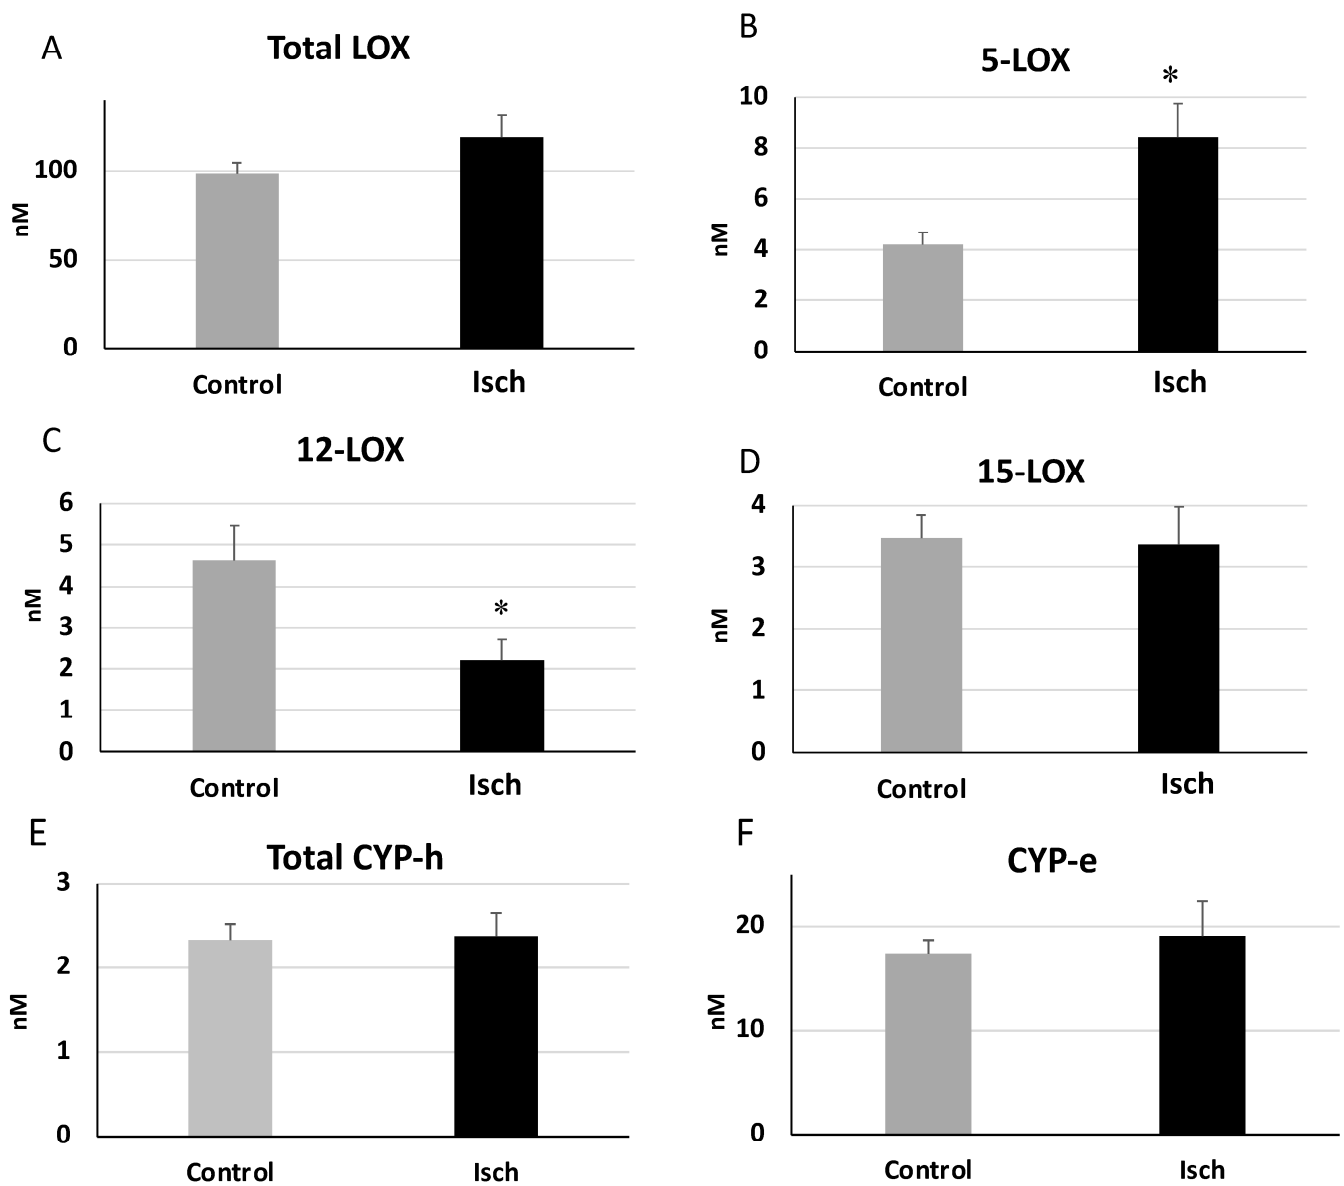 A
Total LOX
100
50
0
nM
Control
Isch
B
5-LOX
*
10
8
6
4
2
0
nM
Control
Isch
C
12-LOX
6
5
4
3
2
1
0
nM
*
Control
Isch
D
15-LOX
4
3
2
1
0
nM
Control
Isch
E
Total CYP-h
3
2
1
0
nM
Control
Isch
F
CYP-e
20
10
0
nM
Control
Isch